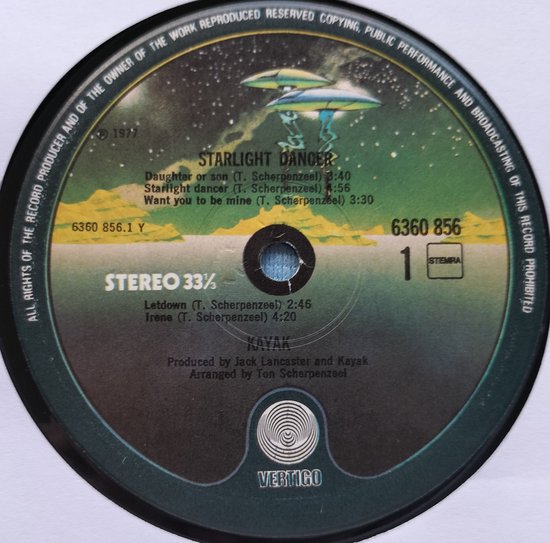 ALL RIGHTS OF THE RECORD PRODUCER AND OF THE OWNER OF THE WORK REPRODUCED RESERVED COPYING, PUBLIC PERFORMANCE AND BROADCASTING OF THIS RECORD PROHIBITED
℗ 1977
STARLIGHT DANCER
Daughter or son (T. Scherpenzeel) 3:40
Starlight dancer (T. Scherpenzeel) 4:56
Want you to be mine (T. Scherpenzeel) 3:30
6360 856.1 Y
6360 856
1 STEMRA
STEREO 33⅓
Letdown (T. Scherpenzeel) 2:46
Irene (T. Scherpenzeel) 4:20
KAYAK
Produced by Jack Lancaster and Kayak
Arranged by Ton Scherpenzeel
VERTIGO